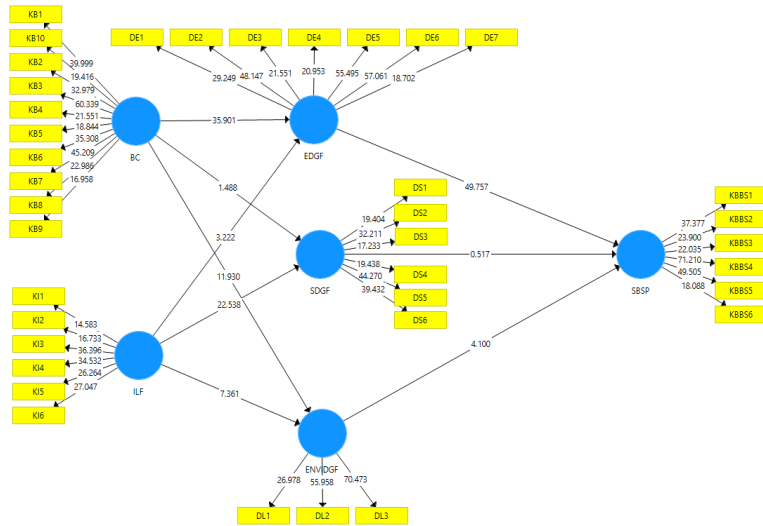 KB1
KB10
KB2
KB3
KB4
KB5
KB6
KB7
KB8
KB9
39.999
19.416
32.979
60.339
21.551
18.844
35.308
45.209
22.986
16.958
BC
DE1
DE2
DE3
DE4
DE5
DE6
DE7
29.249
48.147
21.551
20.953
55.495
57.061
18.702
35.901
EDGF
1.488
3.222
11.930
22.538
7.361
49.757
0.517
4.100
DS1
DS2
DS3
DS4
DS5
DS6
19.404
32.211
17.233
19.438
44.270
39.432
SDGF
KBBS1
KBBS2
KBBS3
KBBS4
KBBS5
KBBS6
37.377
23.900
22.035
71.210
49.505
18.088
SBSP
KI1
KI2
KI3
KI4
KI5
KI6
14.583
16.733
36.396
34.532
26.264
27.047
ILF
ENVIDGF
26.978
55.958
70.473
DL1
DL2
DL3